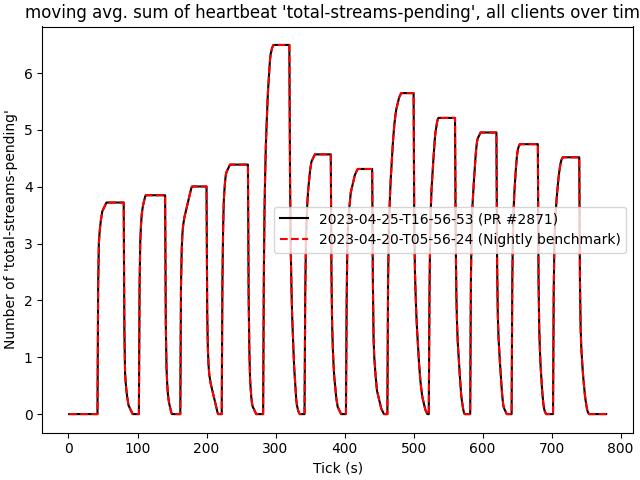 moving avg. sum of heartbeat 'total-streams-pending', all clients over tim
Number of 'total-streams-pending'
6
5
4
3
2
1
0
2023-04-25-T16-56-53 (PR #2871)
2023-04-20-T05-56-24 (Nightly benchmark)
0 100 200 300 400 500 600 700 800
Tick (s)